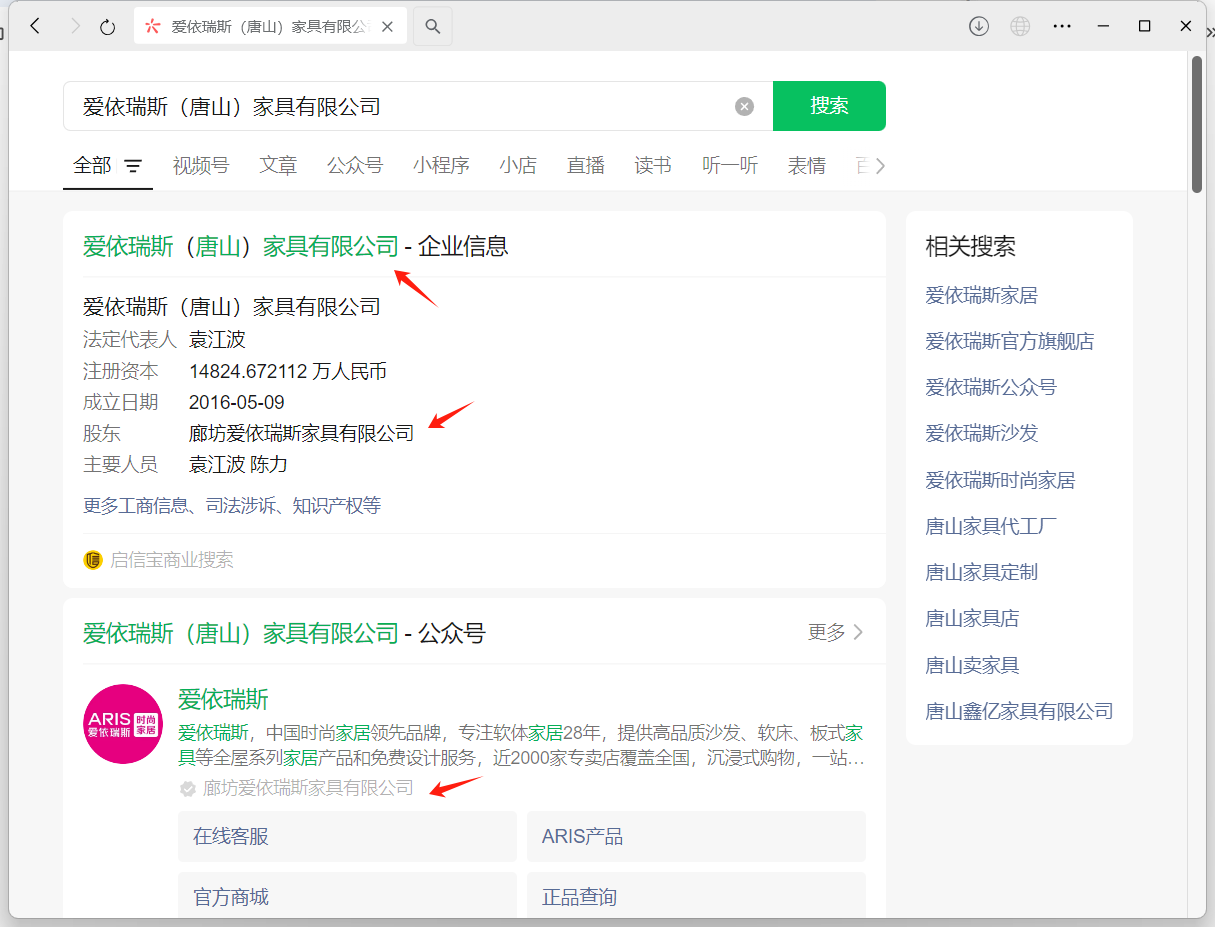 爱依瑞斯（唐山）家具有限公
爱依瑞斯（唐山）家具有限公司
搜索
全部 视频号 文章 公众号 小程序 小店 直播 读书 听一听 表情
爱依瑞斯（唐山）家具有限公司 - 企业信息
爱依瑞斯（唐山）家具有限公司
法定代表人 袁江波
注册资本 14824.672112 万人民币
成立日期 2016-05-09
股东 廊坊爱依瑞斯家具有限公司
主要人员 袁江波 陈力
更多工商信息、司法涉诉、知识产权等
启信宝商业搜索
爱依瑞斯（唐山）家具有限公司 - 公众号
更多
ARIS 时尚
爱依瑞斯 家居
爱依瑞斯
爱依瑞斯，中国时尚家居领先品牌，专注软体家居28年，提供高品质沙发、软床、板式家
具等全屋系列家居产品和免费设计服务，近2000家专卖店覆盖全国，沉浸式购物，一站…
廊坊爱依瑞斯家具有限公司
在线客服
ARIS产品
官方商城
正品查询
相关搜索
爱依瑞斯家居
爱依瑞斯官方旗舰店
爱依瑞斯公众号
爱依瑞斯沙发
爱依瑞斯时尚家居
唐山家具代工厂
唐山家具定制
唐山家具店
唐山卖家具
唐山鑫亿家具有限公司